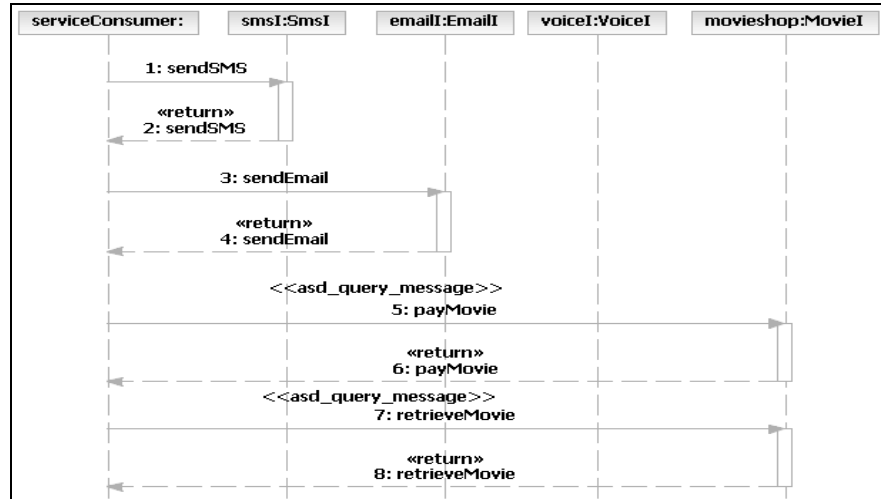 serviceConsumer: smsI:SmsI emailI:EmailI voiceI:VoiceI movieshop:MovieI
1: sendSMS
«return»
2: sendSMS
3: sendEmail
«return»
4: sendEmail
<<asd_query_message>>
5: payMovie
«return»
6: payMovie
<<asd_query_message>>
7: retrieveMovie
«return»
8: retrieveMovie